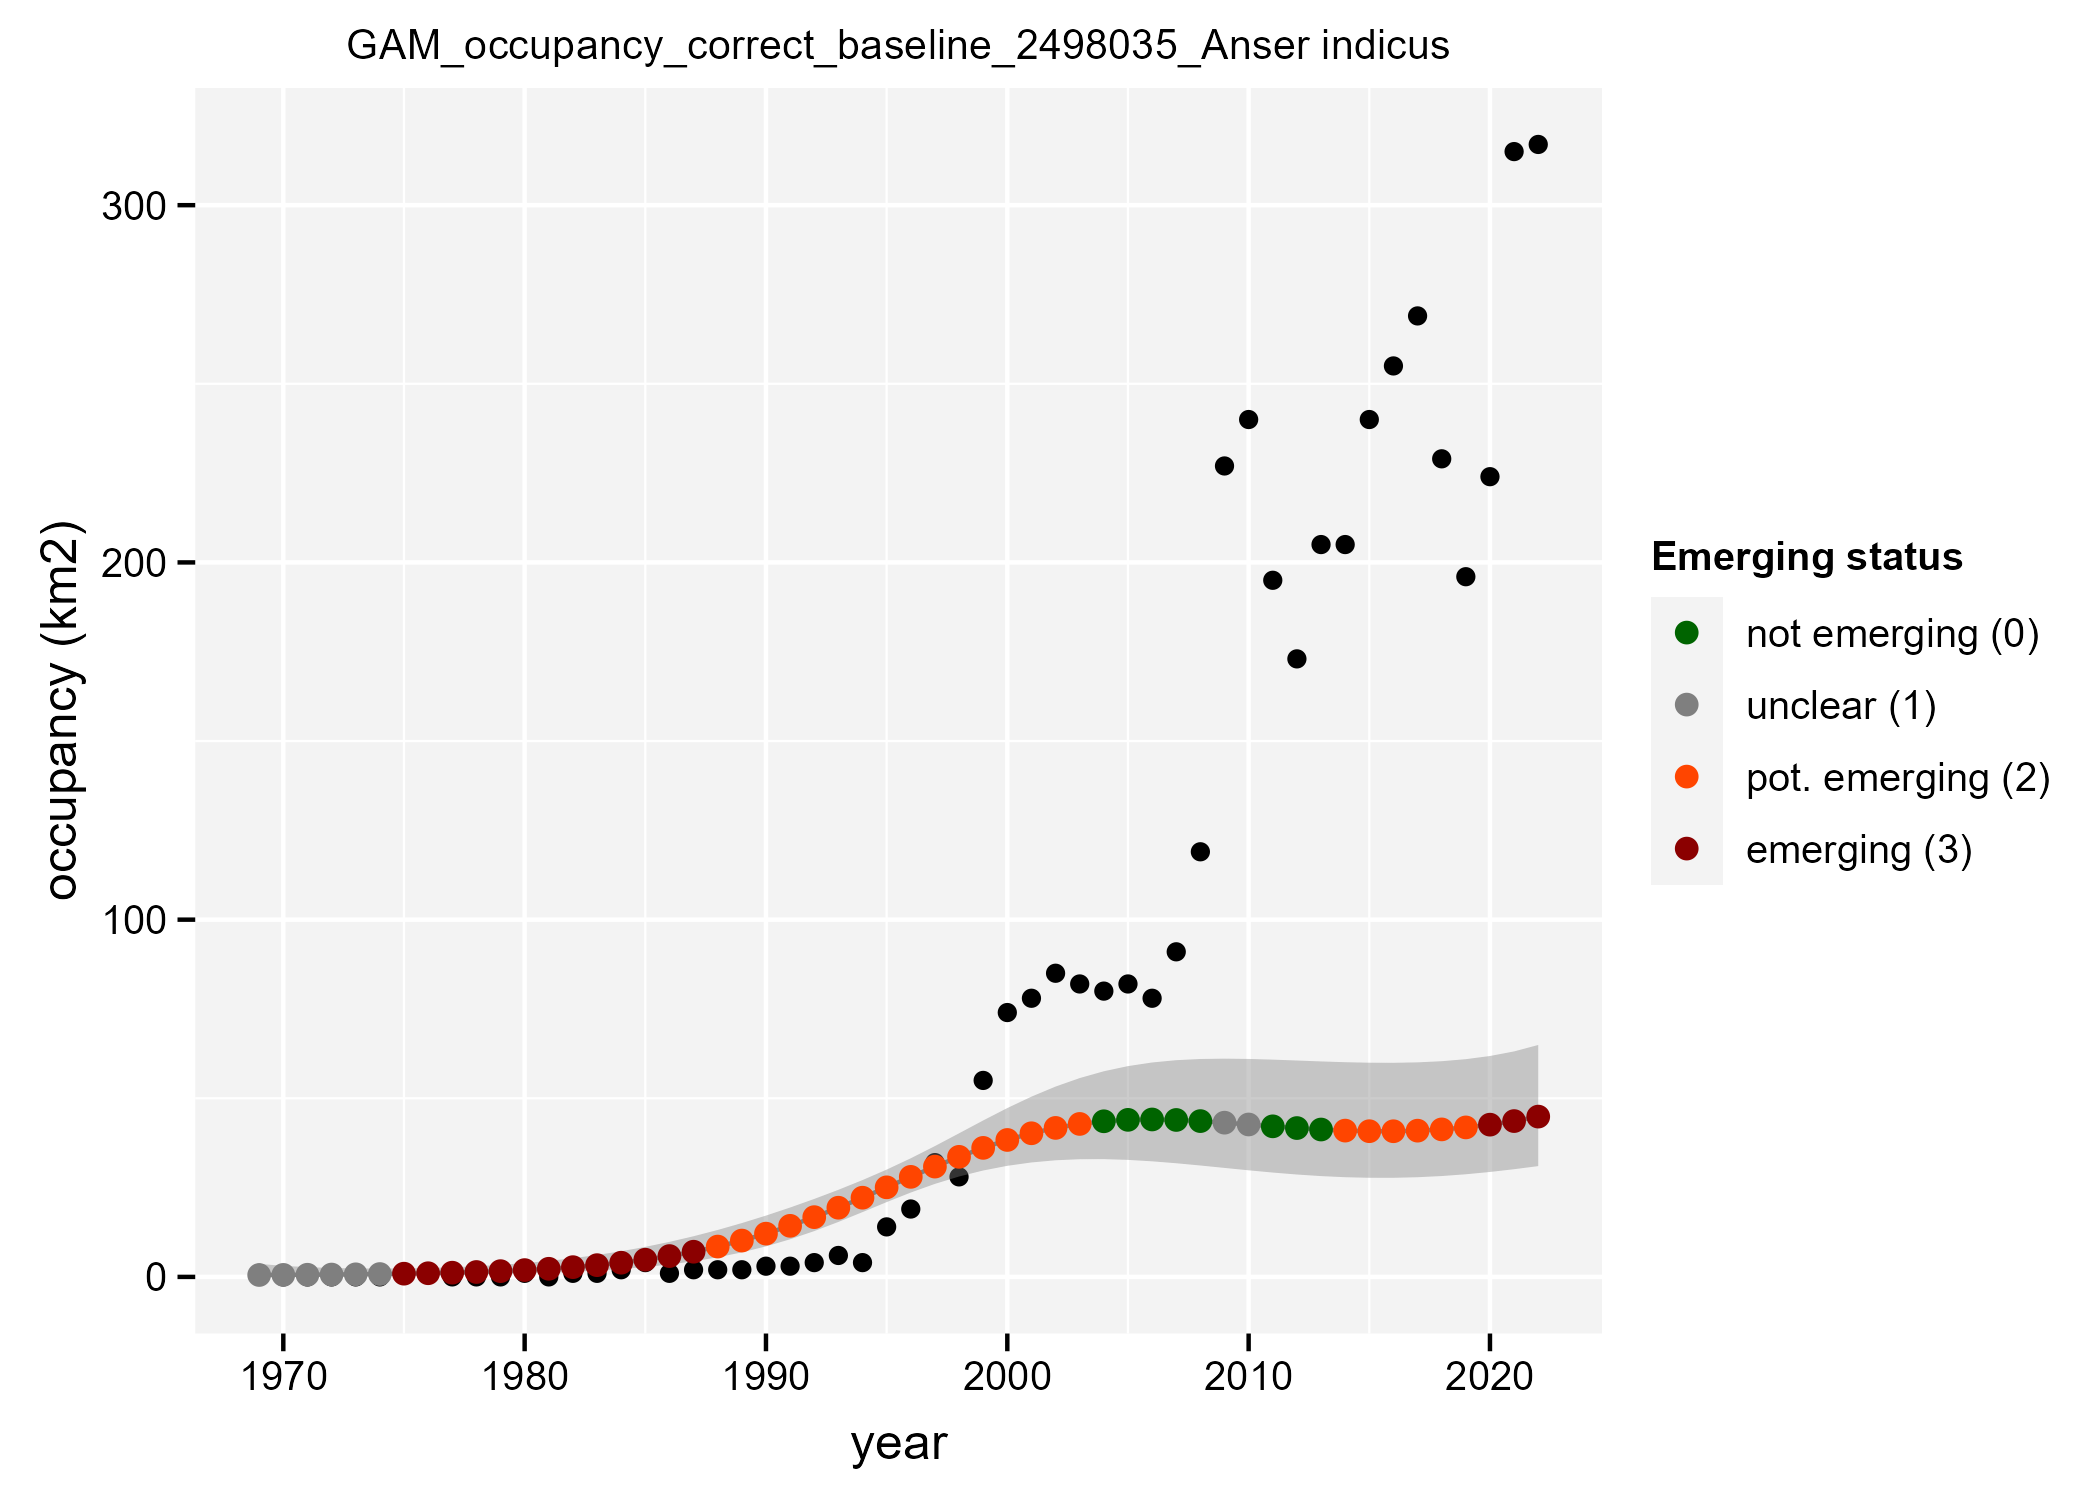 GAM_occupancy_correct_baseline_2498035_Anser indicus
occupancy (km2)
300
200
100
0
1970
1980
1990
2000
2010
2020
year
Emerging status
not emerging (0)
unclear (1)
pot. emerging (2)
emerging (3)